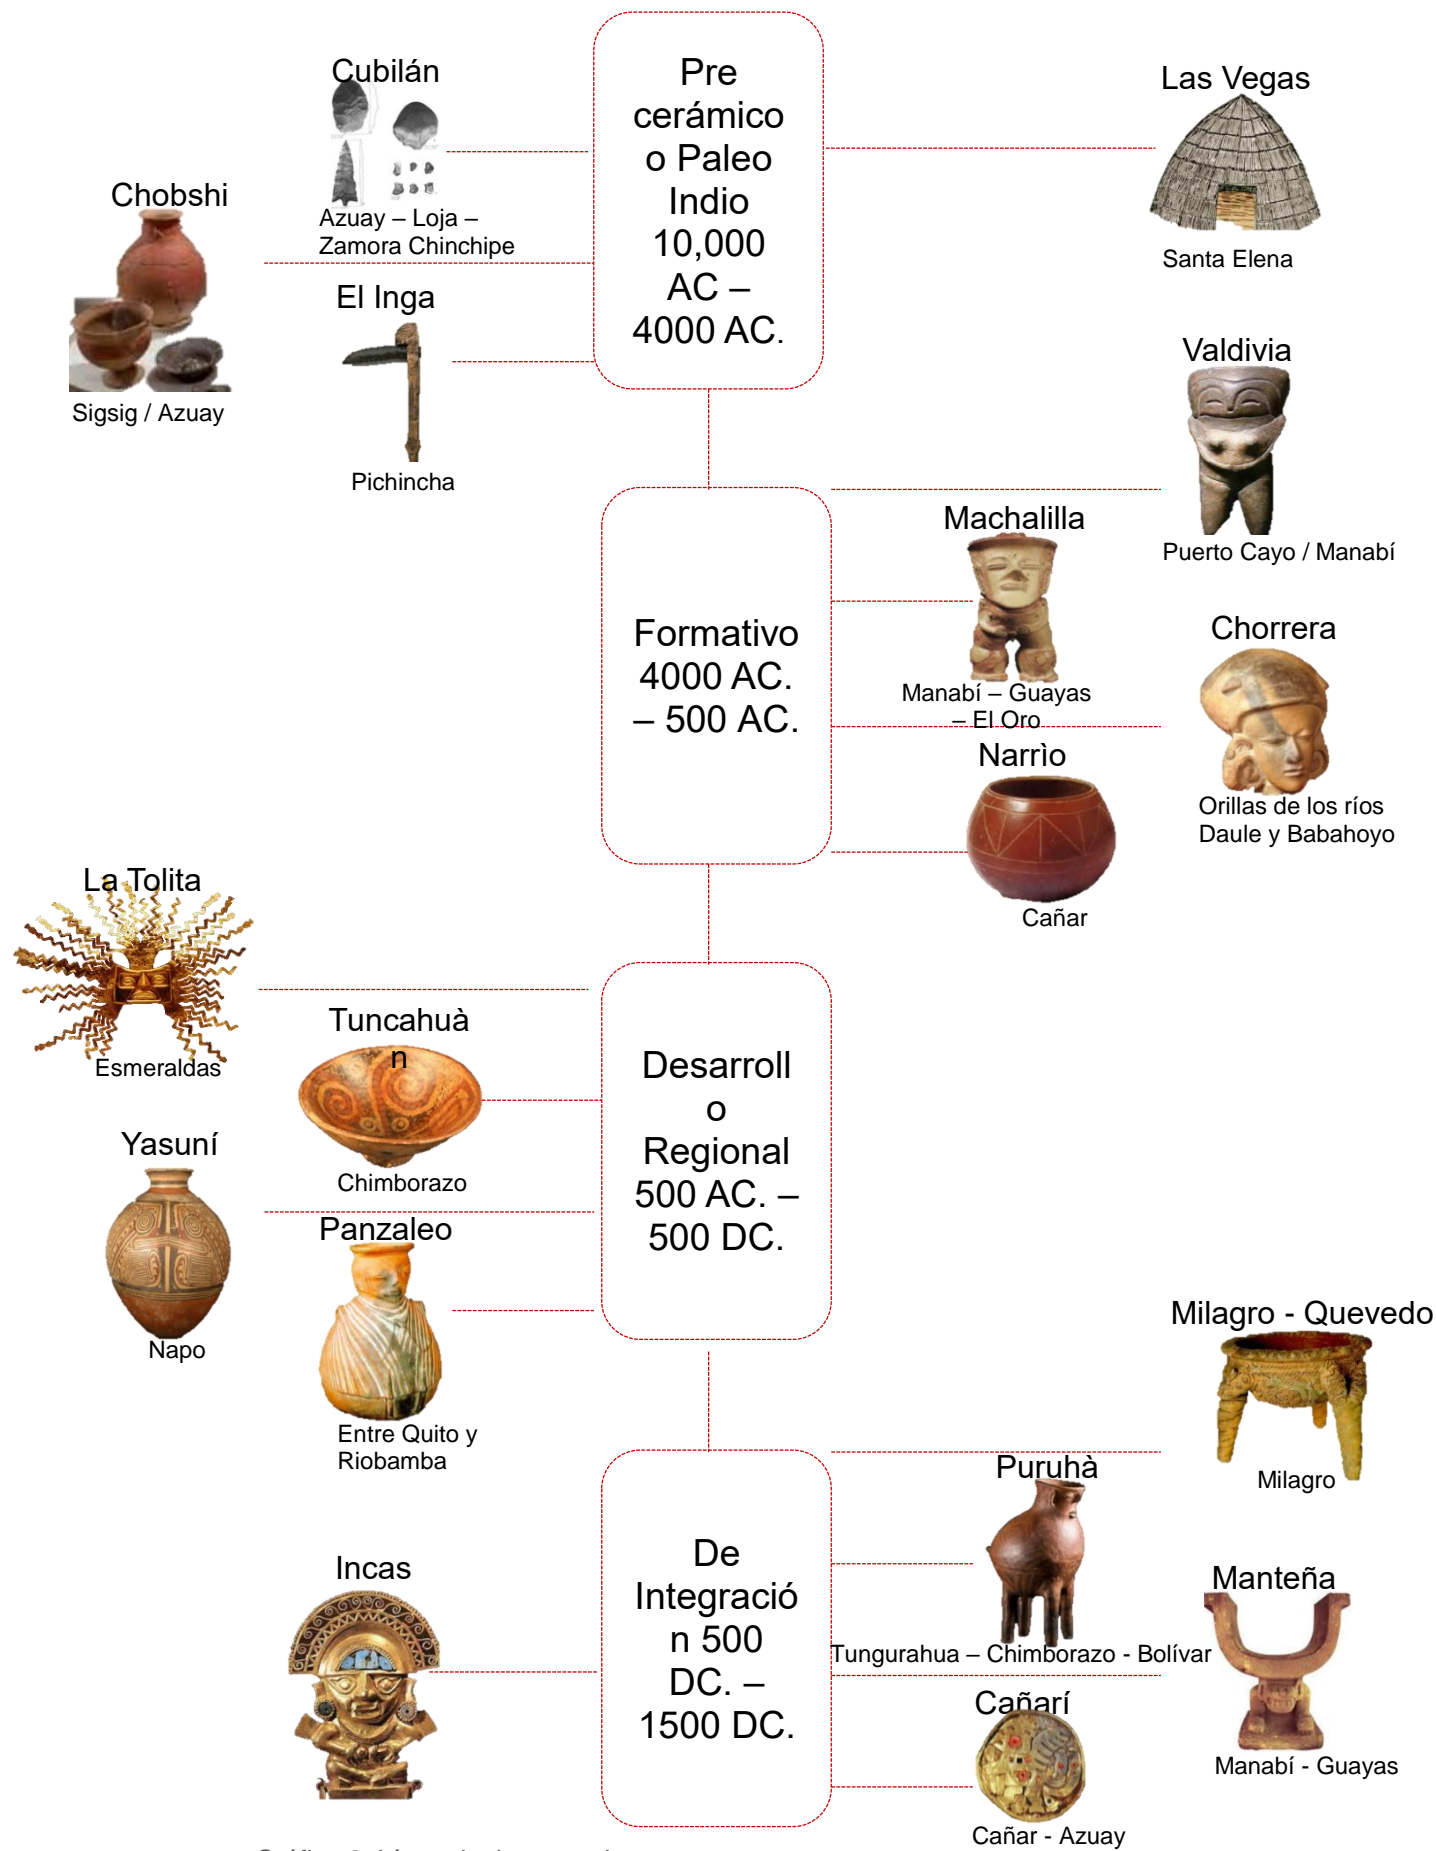 Pre
cerámico
o Paleo
Indio
10,000
AC –
4000 AC.
Cubilán
Azuay – Loja –
Zamora Chinchipe
Chobshi
Sigsig / Azuay
El Inga
Pichincha
Las Vegas
Santa Elena
Formativo
4000 AC.
– 500 AC.
Valdivia
Puerto Cayo / Manabí
Machalilla
Manabí – Guayas
– El Oro
Chorrera
Orillas de los ríos
Daule y Babahoyo
Narrìo
Cañar
Desarroll
o
Regional
500 AC. –
500 DC.
La Tolita
Esmeraldas
Tuncahuà
n
Chimborazo
Yasuní
Napo
Panzaleo
Entre Quito y
Riobamba
De
Integració
n 500
DC. –
1500 DC.
Milagro - Quevedo
Milagro
Puruhà
Tungurahua – Chimborazo - Bolívar
Incas
Manteña
Manabí - Guayas
Cañarí
Cañar - Azuay